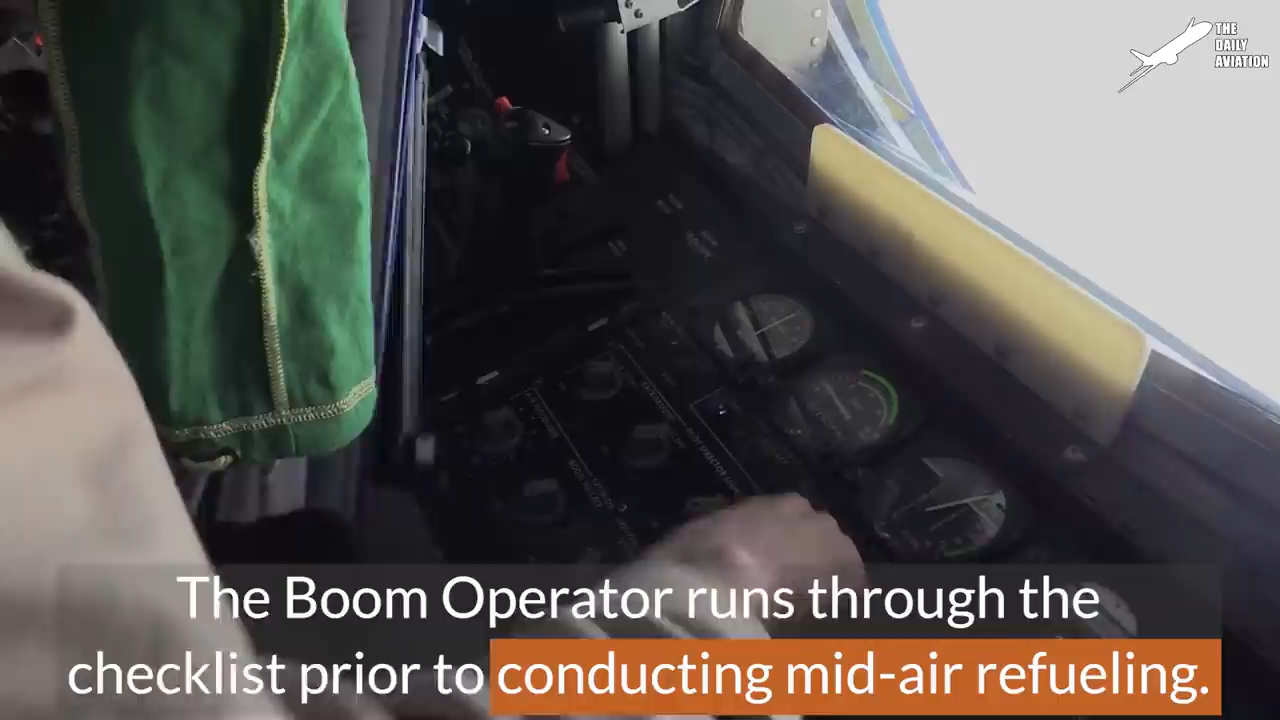 THE
DAILY
AVIATION
The Boom Operator runs through the
checklist prior to conducting mid-air refueling.